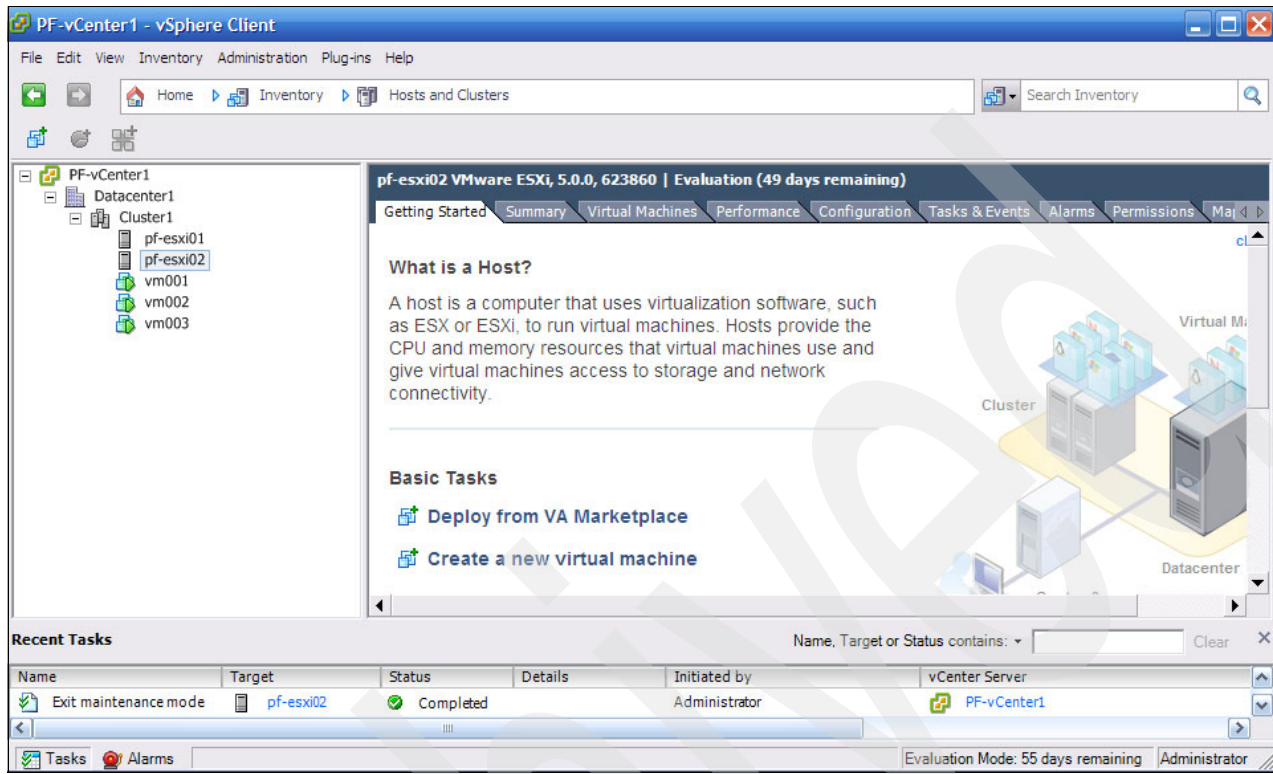 PF-vCenter1 - vSphere Client
File Edit View Inventory Administration Plug-ins Help
Home Inventory Hosts and Clusters Search Inventory
PF-vCenter1
Datacenter1
Cluster1
pf-esxi01
pf-esxi02
vm001
vm002
vm003
pf-esxi02 VMware ESXi, 5.0.0, 623860 | Evaluation (49 days remaining)
Getting Started Summary Virtual Machines Performance Configuration Tasks & Events Alarms Permissions
What is a Host?
A host is a computer that uses virtualization software, such
as ESX or ESXi, to run virtual machines. Hosts provide the
CPU and memory resources that virtual machines use and
give virtual machines access to storage and network
connectivity.
Virtual
Cluster
Basic Tasks
Deploy from VA Marketplace
Create a new virtual machine
Datacenter
Recent Tasks Name, Target or Status contains: Clear
Name Target Status Details Initiated by vCenter Server
Exit maintenance mode pf-esxi02 Completed Administrator PF-vCenter1
Tasks Alarms Evaluation Mode: 55 days remaining Administrator